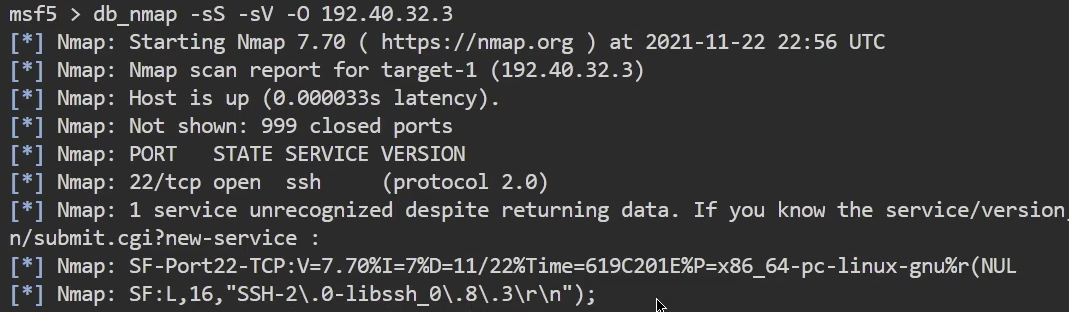 msf5 > db_nmap -sS -sV -O 192.40.32.3
[*] Nmap: Starting Nmap 7.70 ( https://nmap.org ) at 2021-11-22 22:56 UTC
[*] Nmap: Nmap scan report for target-1 (192.40.32.3)
[*] Nmap: Host is up (0.000033s latency).
[*] Nmap: Not shown: 999 closed ports
[*] Nmap: PORT   STATE SERVICE VERSION
[*] Nmap: 22/tcp open  ssh     (protocol 2.0)
[*] Nmap: 1 service unrecognized despite returning data. If you know the service/version
n/submit.cgi?new-service :
[*] Nmap: SF-Port22-TCP:V=7.70%I=7%D=11/22%Time=619C201E%P=x86_64-pc-linux-gnu%r(NUL
[*] Nmap: SF:L,16,"SSH-2\.0-libssh_0\.8\.3\r\n");